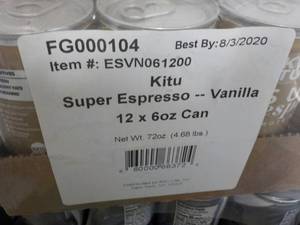 FG000104
Best By: 8/3/2020
Item #: ESVN061200
Kitu
Super Espresso -- Vanilla
12 x 6oz Can
Net Wt. 72oz (4.68 lbs.)